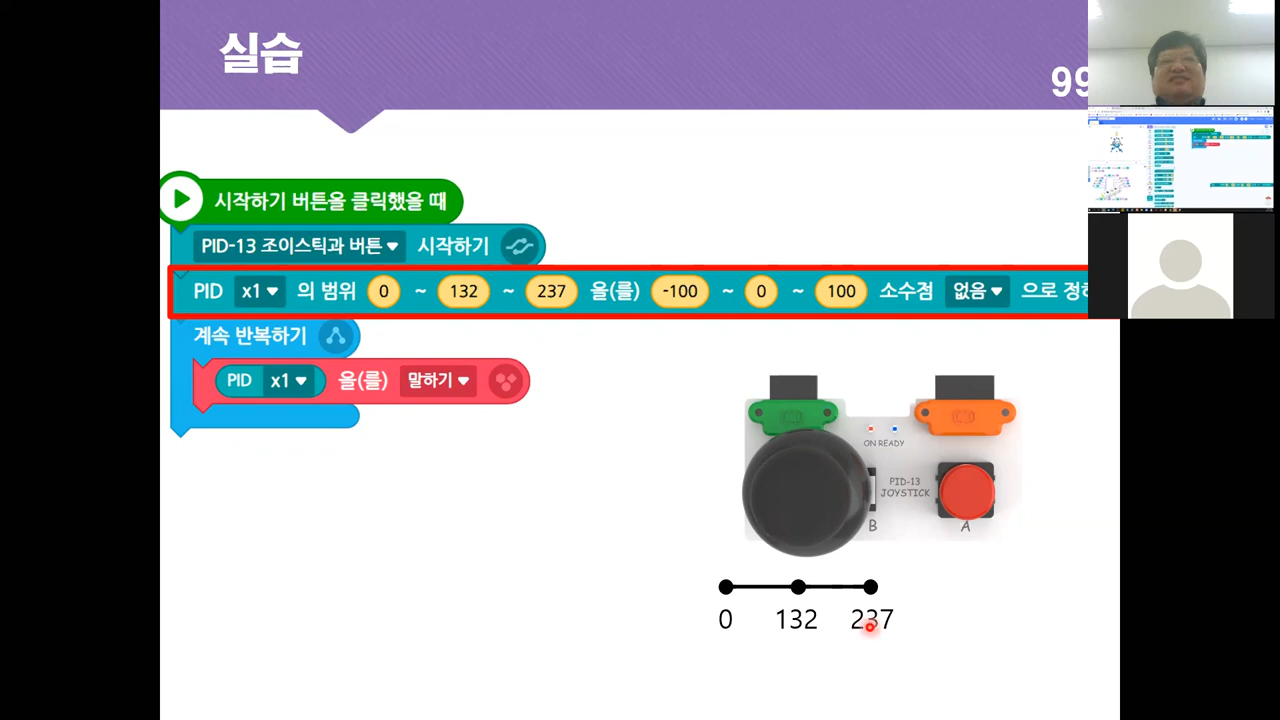 실습
99
시작하기 버튼을 클릭했을 때
PID-13 조이스틱과 버튼 시작하기
PID x1 의 범위 0 ~ 132 ~ 237 을(를) -100 ~ 0 ~ 100 소수점 없음 으로 정하
계속 반복하기
PID x1 을(를) 말하기
ON READY
PID-13
JOYSTICK
B A
0 132 237